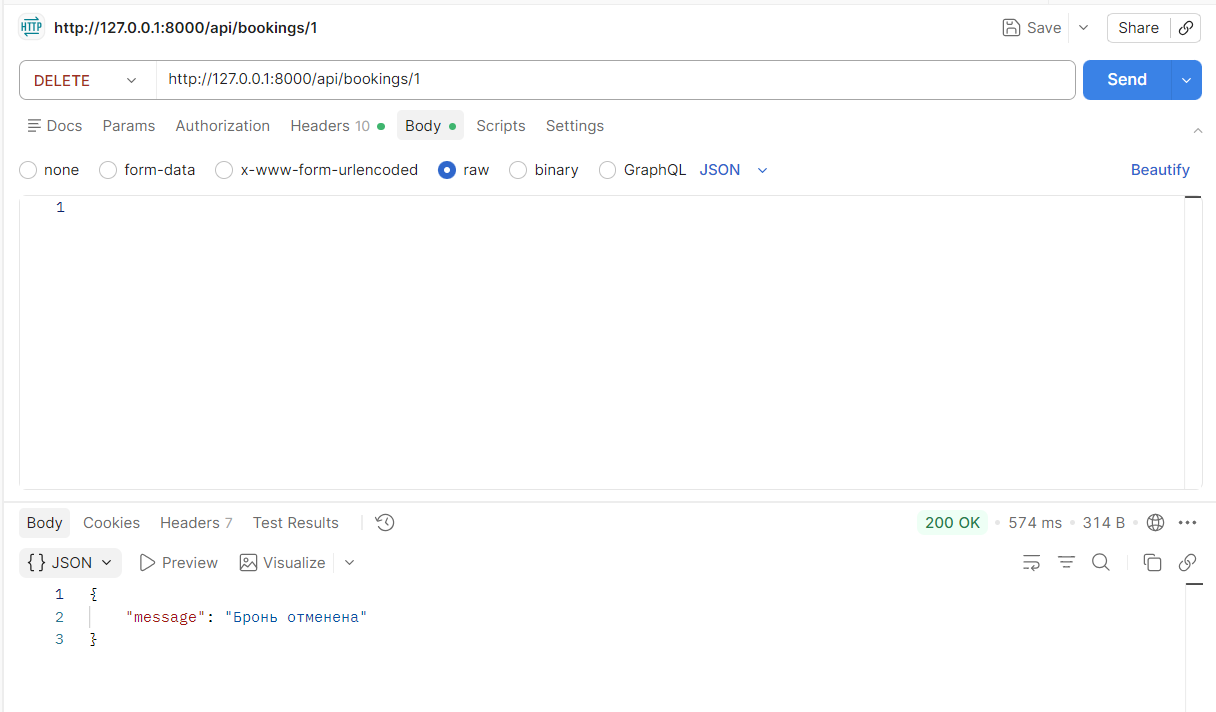 HTTP http://127.0.0.1:8000/api/bookings/1 Save Share
DELETE http://127.0.0.1:8000/api/bookings/1 Send
Docs Params Authorization Headers 10 Body Scripts Settings
none form-data x-www-form-urlencoded raw binary GraphQL JSON Beautify
1
Body Cookies Headers 7 Test Results 200 OK 574 ms 314 B
{} JSON Preview Visualize
1 {
2 "message": "Бронь отменена"
3 }